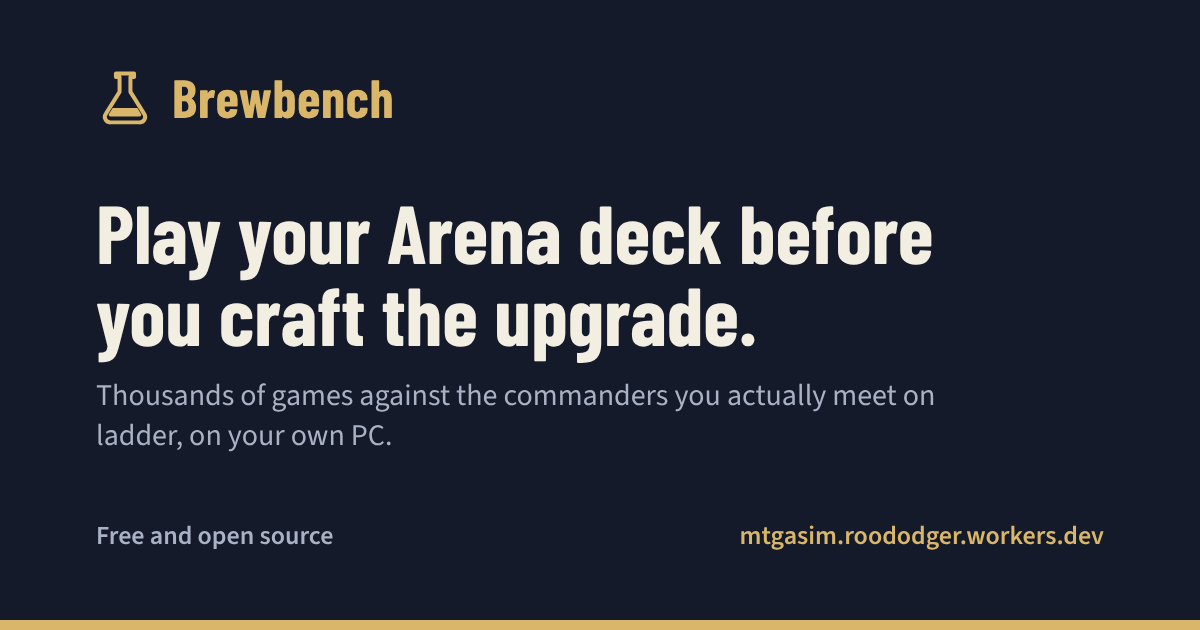 Brewbench
Play your Arena deck before
you craft the upgrade.
Thousands of games against the commanders you actually meet on
ladder, on your own PC.
Free and open source
mtgasim.roododger.workers.dev